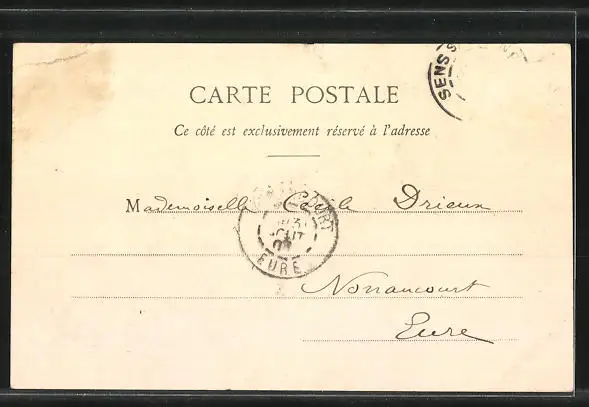 SENS
CARTE POSTALE
Ce côté est exclusivement réservé à l'adresse
Mademoiselle Cécile Drieux
EURE
Nonancourt
Eure